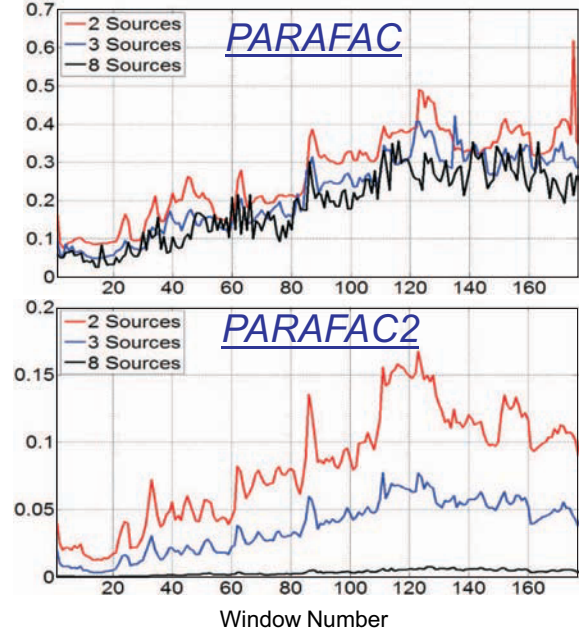 0.7
2 Sources
3 Sources
8 Sources
PARAFAC
0.6
0.5
0.4
0.3
0.2
0.1
0
20 40 60 80 100 120 140 160
0.2
2 Sources
3 Sources
8 Sources
PARAFAC2
0.15
0.1
0.05
0
20 40 60 80 100 120 140 160
Window Number